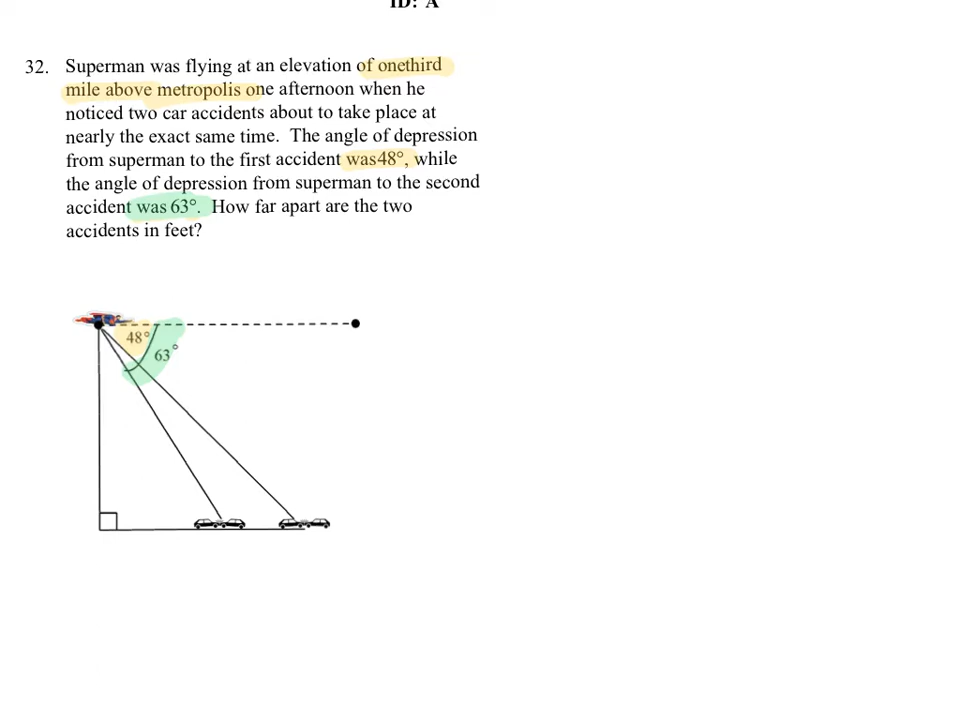 ID: A
32. Superman was flying at an elevation of onethird
mile above metropolis one afternoon when he
noticed two car accidents about to take place at
nearly the exact same time. The angle of depression
from superman to the first accident was48°, while
the angle of depression from superman to the second
accident was 63°. How far apart are the two
accidents in feet?
48°
63°